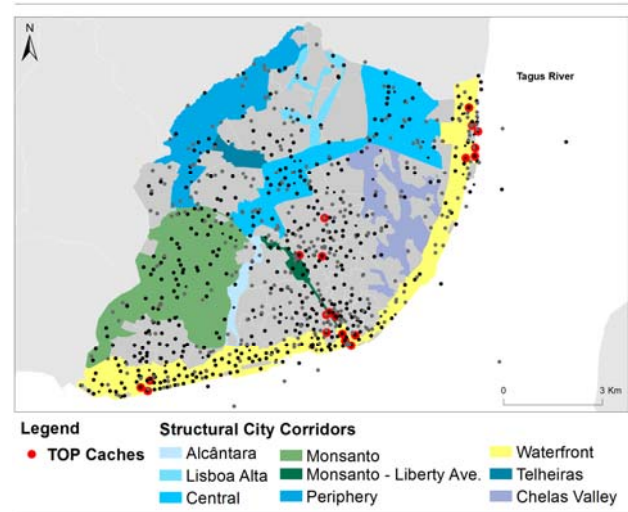 N
Tagus River
0 3 Km
Legend
TOP Caches
Structural City Corridors
Alcântara
Lisboa Alta
Central
Monsanto
Monsanto - Liberty Ave.
Periphery
Waterfront
Telheiras
Chelas Valley